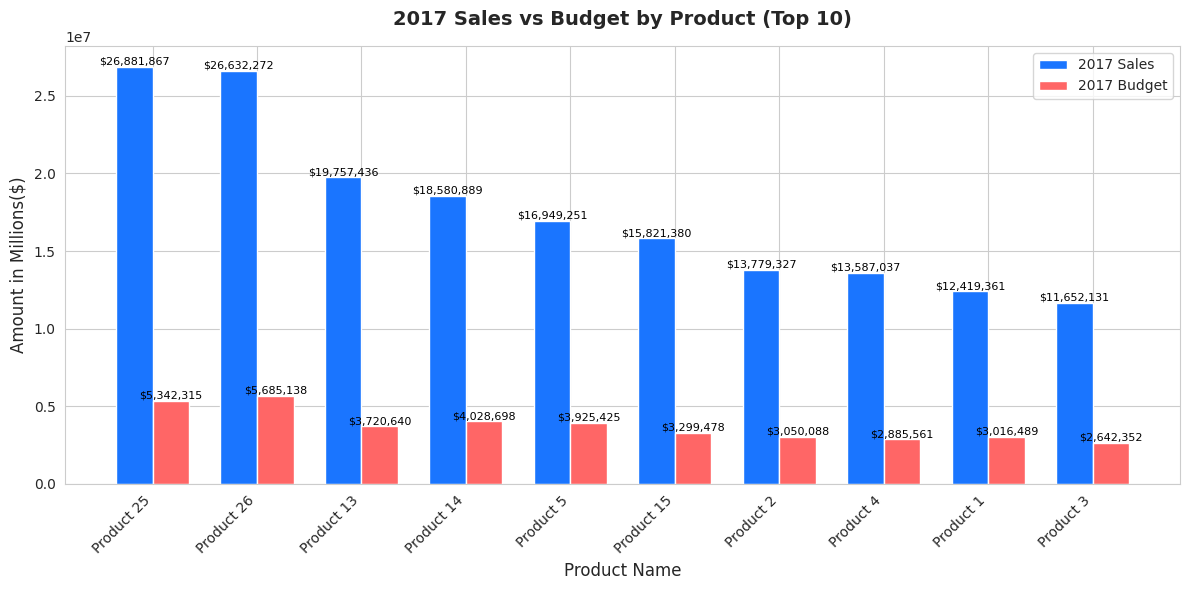 2017 Sales vs Budget by Product (Top 10)
1e7
2017 Sales
2017 Budget
Amount in Millions($)
2.5
2.0
1.5
1.0
0.5
0.0
$26,881,867
$26,632,272
$19,757,436
$18,580,889
$16,949,251
$15,821,380
$13,779,327
$13,587,037
$12,419,361
$11,652,131
$5,342,315
$5,685,138
$3,720,640
$4,028,698
$3,925,425
$3,299,478
$3,050,088
$2,885,561
$3,016,489
$2,642,352
Product 25
Product 26
Product 13
Product 14
Product 5
Product 15
Product 2
Product 4
Product 1
Product 3
Product Name